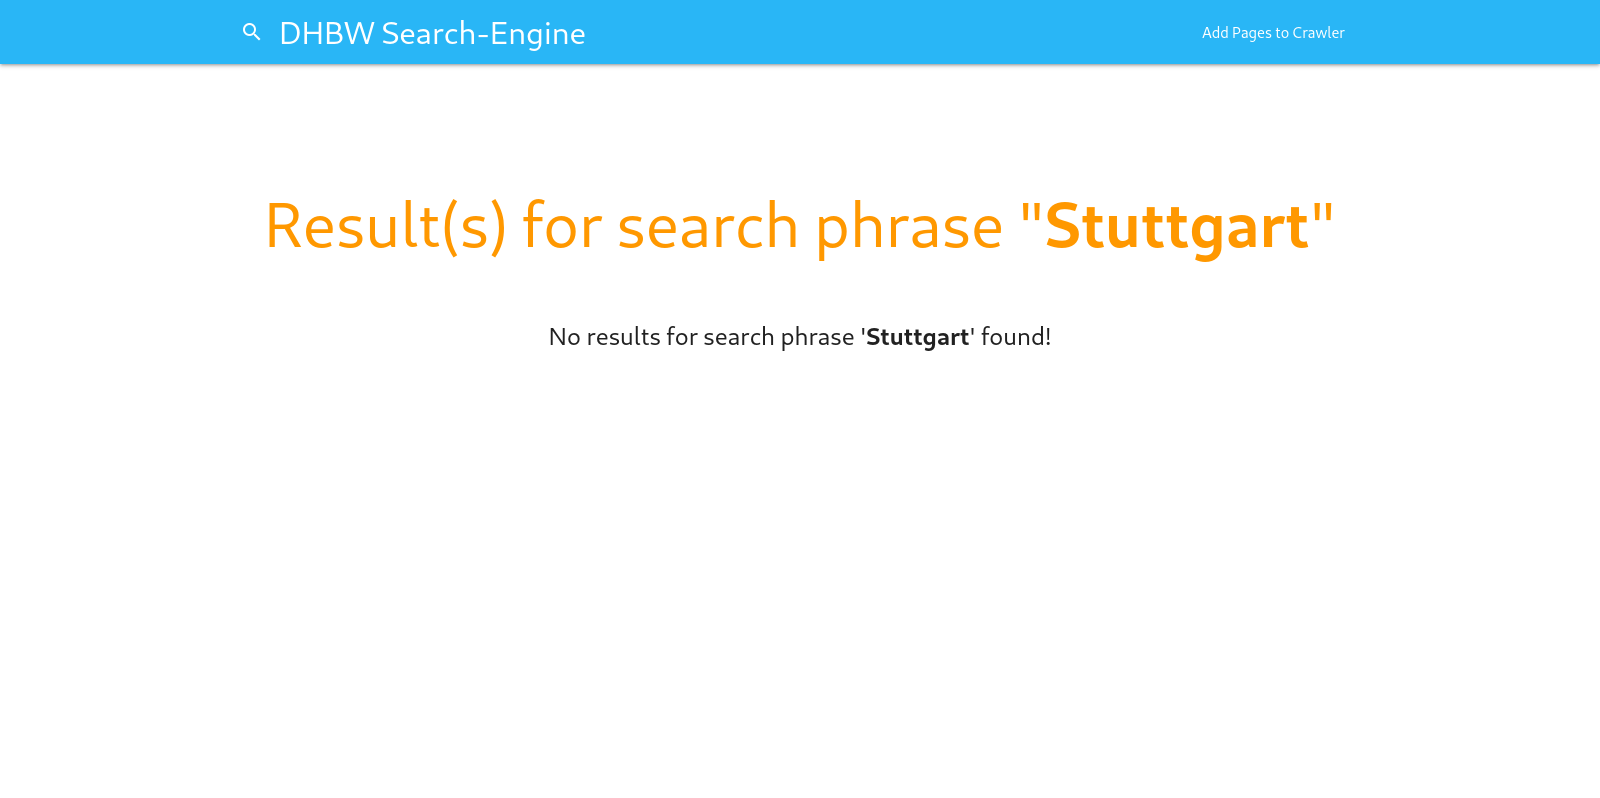 DHBW Search-Engine
Add Pages to Crawler
Result(s) for search phrase "Stuttgart"
No results for search phrase 'Stuttgart' found!